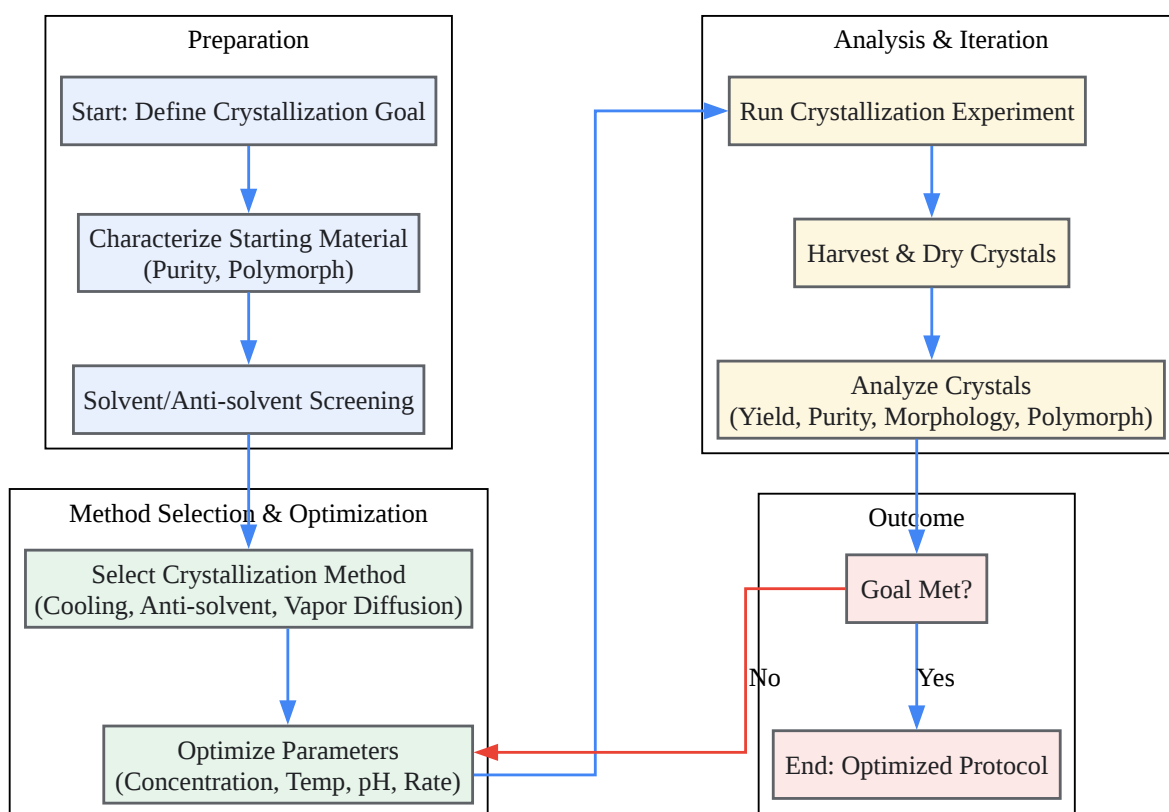 Preparation
Start: Define Crystallization Goal
Characterize Starting Material
(Purity, Polymorph)
Solvent/Anti-solvent Screening
Method Selection & Optimization
Select Crystallization Method
(Cooling, Anti-solvent, Vapor Diffusion)
Optimize Parameters
(Concentration, Temp, pH, Rate)
Analysis & Iteration
Run Crystallization Experiment
Harvest & Dry Crystals
Analyze Crystals
(Yield, Purity, Morphology, Polymorph)
Outcome
Goal Met?
No
Yes
End: Optimized Protocol